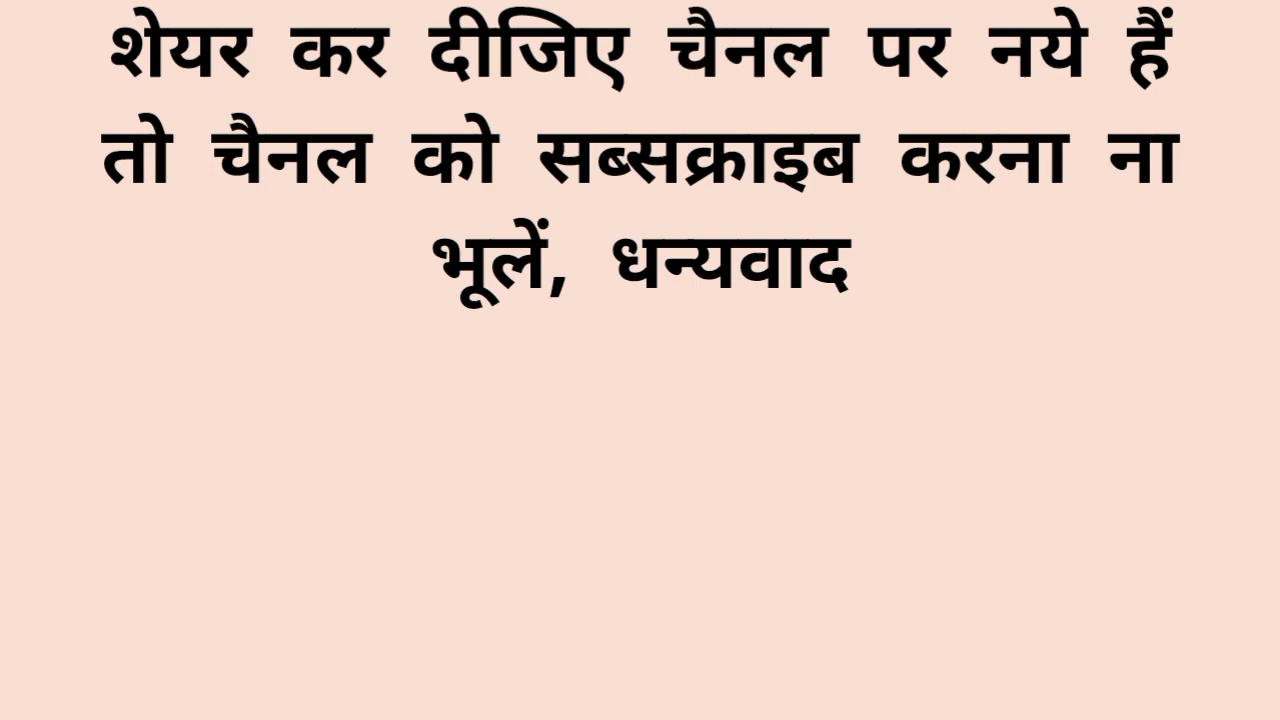 शेयर कर दीजिए चैनल पर नये हैं
तो चैनल को सब्सक्राइब करना ना
भूलें, धन्यवाद